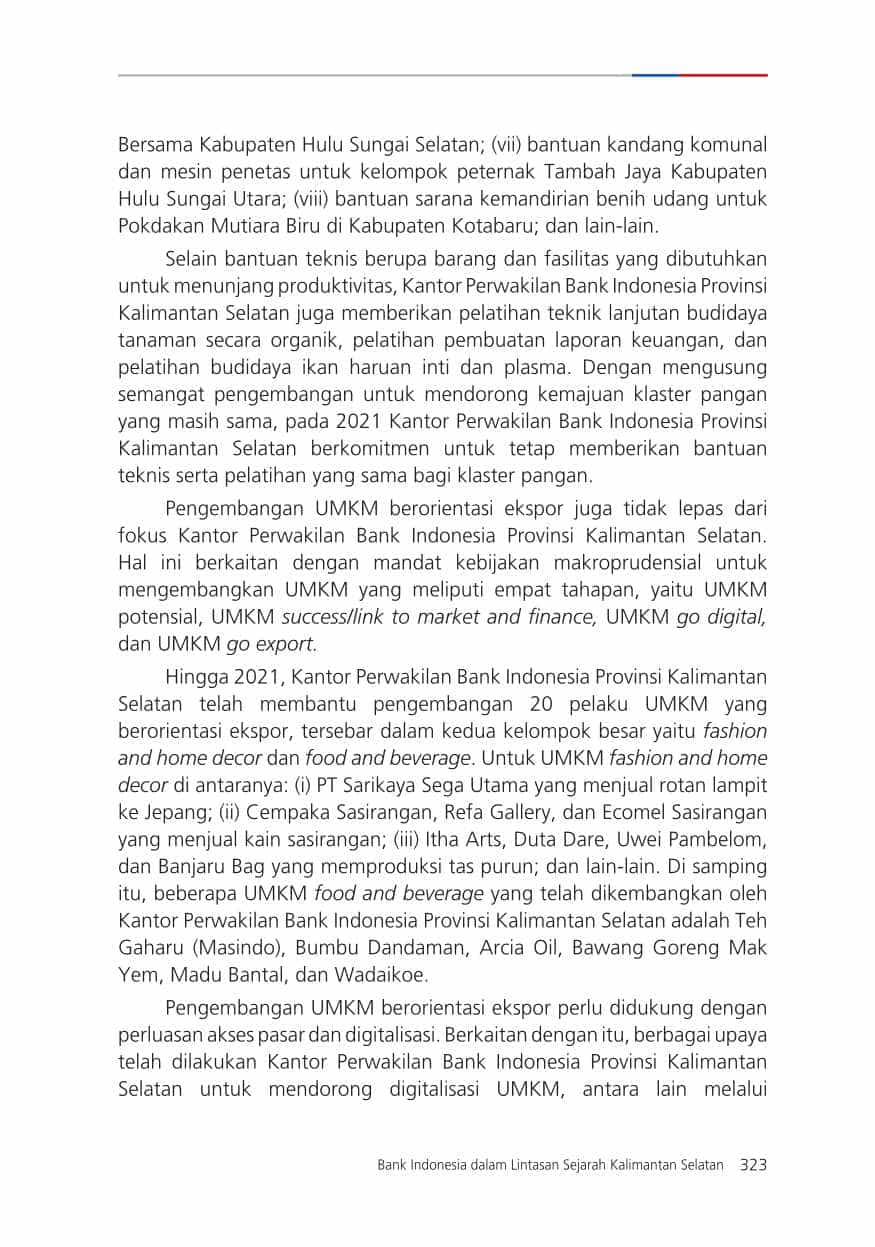 Bersama Kabupaten Hulu Sungai Selatan; (vii) bantuan kandang komunal
dan mesin penetas untuk kelompok peternak Tambah Jaya Kabupaten
Hulu Sungai Utara; (viii) bantuan sarana kemandirian benih udang untuk
Pokdakan Mutiara Biru di Kabupaten Kotabaru; dan lain-lain.
Selain bantuan teknis berupa barang dan fasilitas yang dibutuhkan
untuk menunjang produktivitas, Kantor Perwakilan Bank Indonesia Provinsi
Kalimantan Selatan juga memberikan pelatihan teknik lanjutan budidaya
tanaman secara organik, pelatihan pembuatan laporan keuangan, dan
pelatihan budidaya ikan haruan inti dan plasma. Dengan mengusung
semangat pengembangan untuk mendorong kemajuan klaster pangan
yang masih sama, pada 2021 Kantor Perwakilan Bank Indonesia Provinsi
Kalimantan Selatan berkomitmen untuk tetap memberikan bantuan
teknis serta pelatihan yang sama bagi klaster pangan.
Pengembangan UMKM berorientasi ekspor juga tidak lepas dari
fokus Kantor Perwakilan Bank Indonesia Provinsi Kalimantan Selatan.
Hal ini berkaitan dengan mandat kebijakan makroprudensial untuk
mengembangkan UMKM yang meliputi empat tahapan, yaitu UMKM
potensial, UMKM success/link to market and finance, UMKM go digital,
dan UMKM go export.
Hingga 2021, Kantor Perwakilan Bank Indonesia Provinsi Kalimantan
Selatan telah membantu pengembangan 20 pelaku UMKM yang
berorientasi ekspor, tersebar dalam kedua kelompok besar yaitu fashion
and home decor dan food and beverage. Untuk UMKM fashion and home
decor di antaranya: (i) PT Sarikaya Sega Utama yang menjual rotan lampit
ke Jepang; (ii) Cempaka Sasirangan, Refa Gallery, dan Ecomel Sasirangan
yang menjual kain sasirangan; (iii) Itha Arts, Duta Dare, Uwei Pambelom,
dan Banjaru Bag yang memproduksi tas purun; dan lain-lain. Di samping
itu, beberapa UMKM food and beverage yang telah dikembangkan oleh
Kantor Perwakilan Bank Indonesia Provinsi Kalimantan Selatan adalah Teh
Gaharu (Masindo), Bumbu Dandaman, Arcia Oil, Bawang Goreng Mak
Yem, Madu Bantal, dan Wadaikoe.
Pengembangan UMKM berorientasi ekspor perlu didukung dengan
perluasan akses pasar dan digitalisasi. Berkaitan dengan itu, berbagai upaya
telah dilakukan Kantor Perwakilan Bank Indonesia Provinsi Kalimantan
Selatan untuk mendorong digitalisasi UMKM, antara lain melalui
Bank Indonesia dalam Lintasan Sejarah Kalimantan Selatan 323